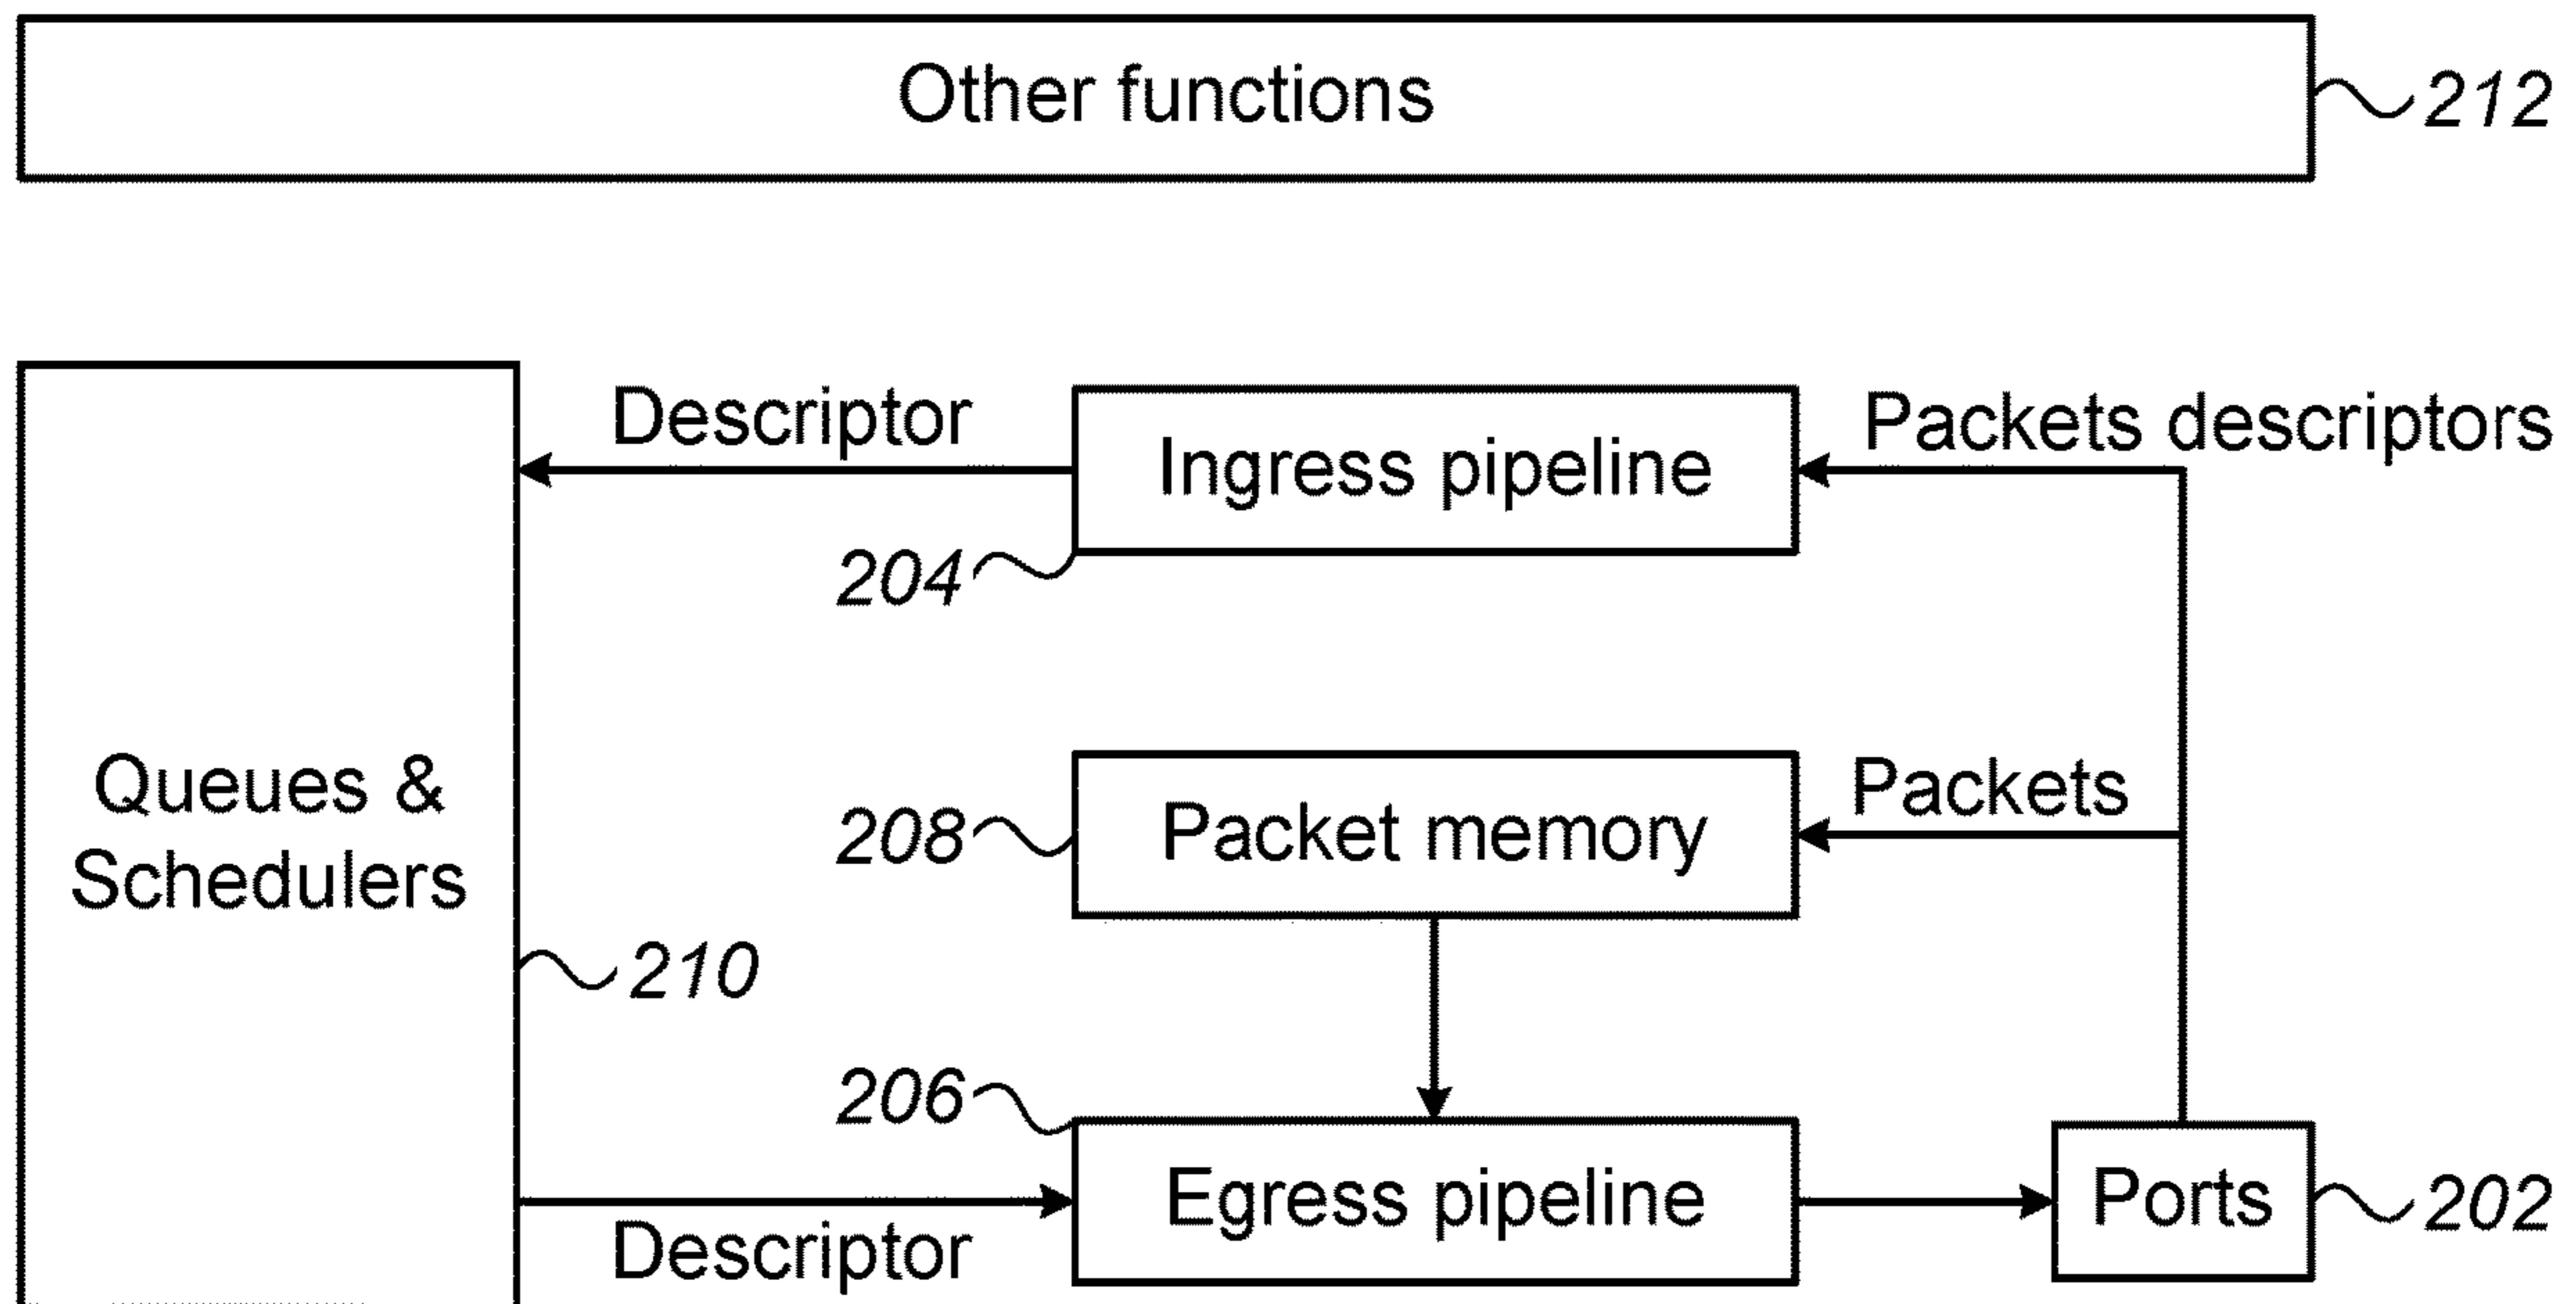 Other functions
212
Descriptor
Ingress pipeline
Packets descriptors
204
Queues &
Schedulers
208
Packet memory
Packets
210
206
Egress pipeline
Ports
202
Descriptor